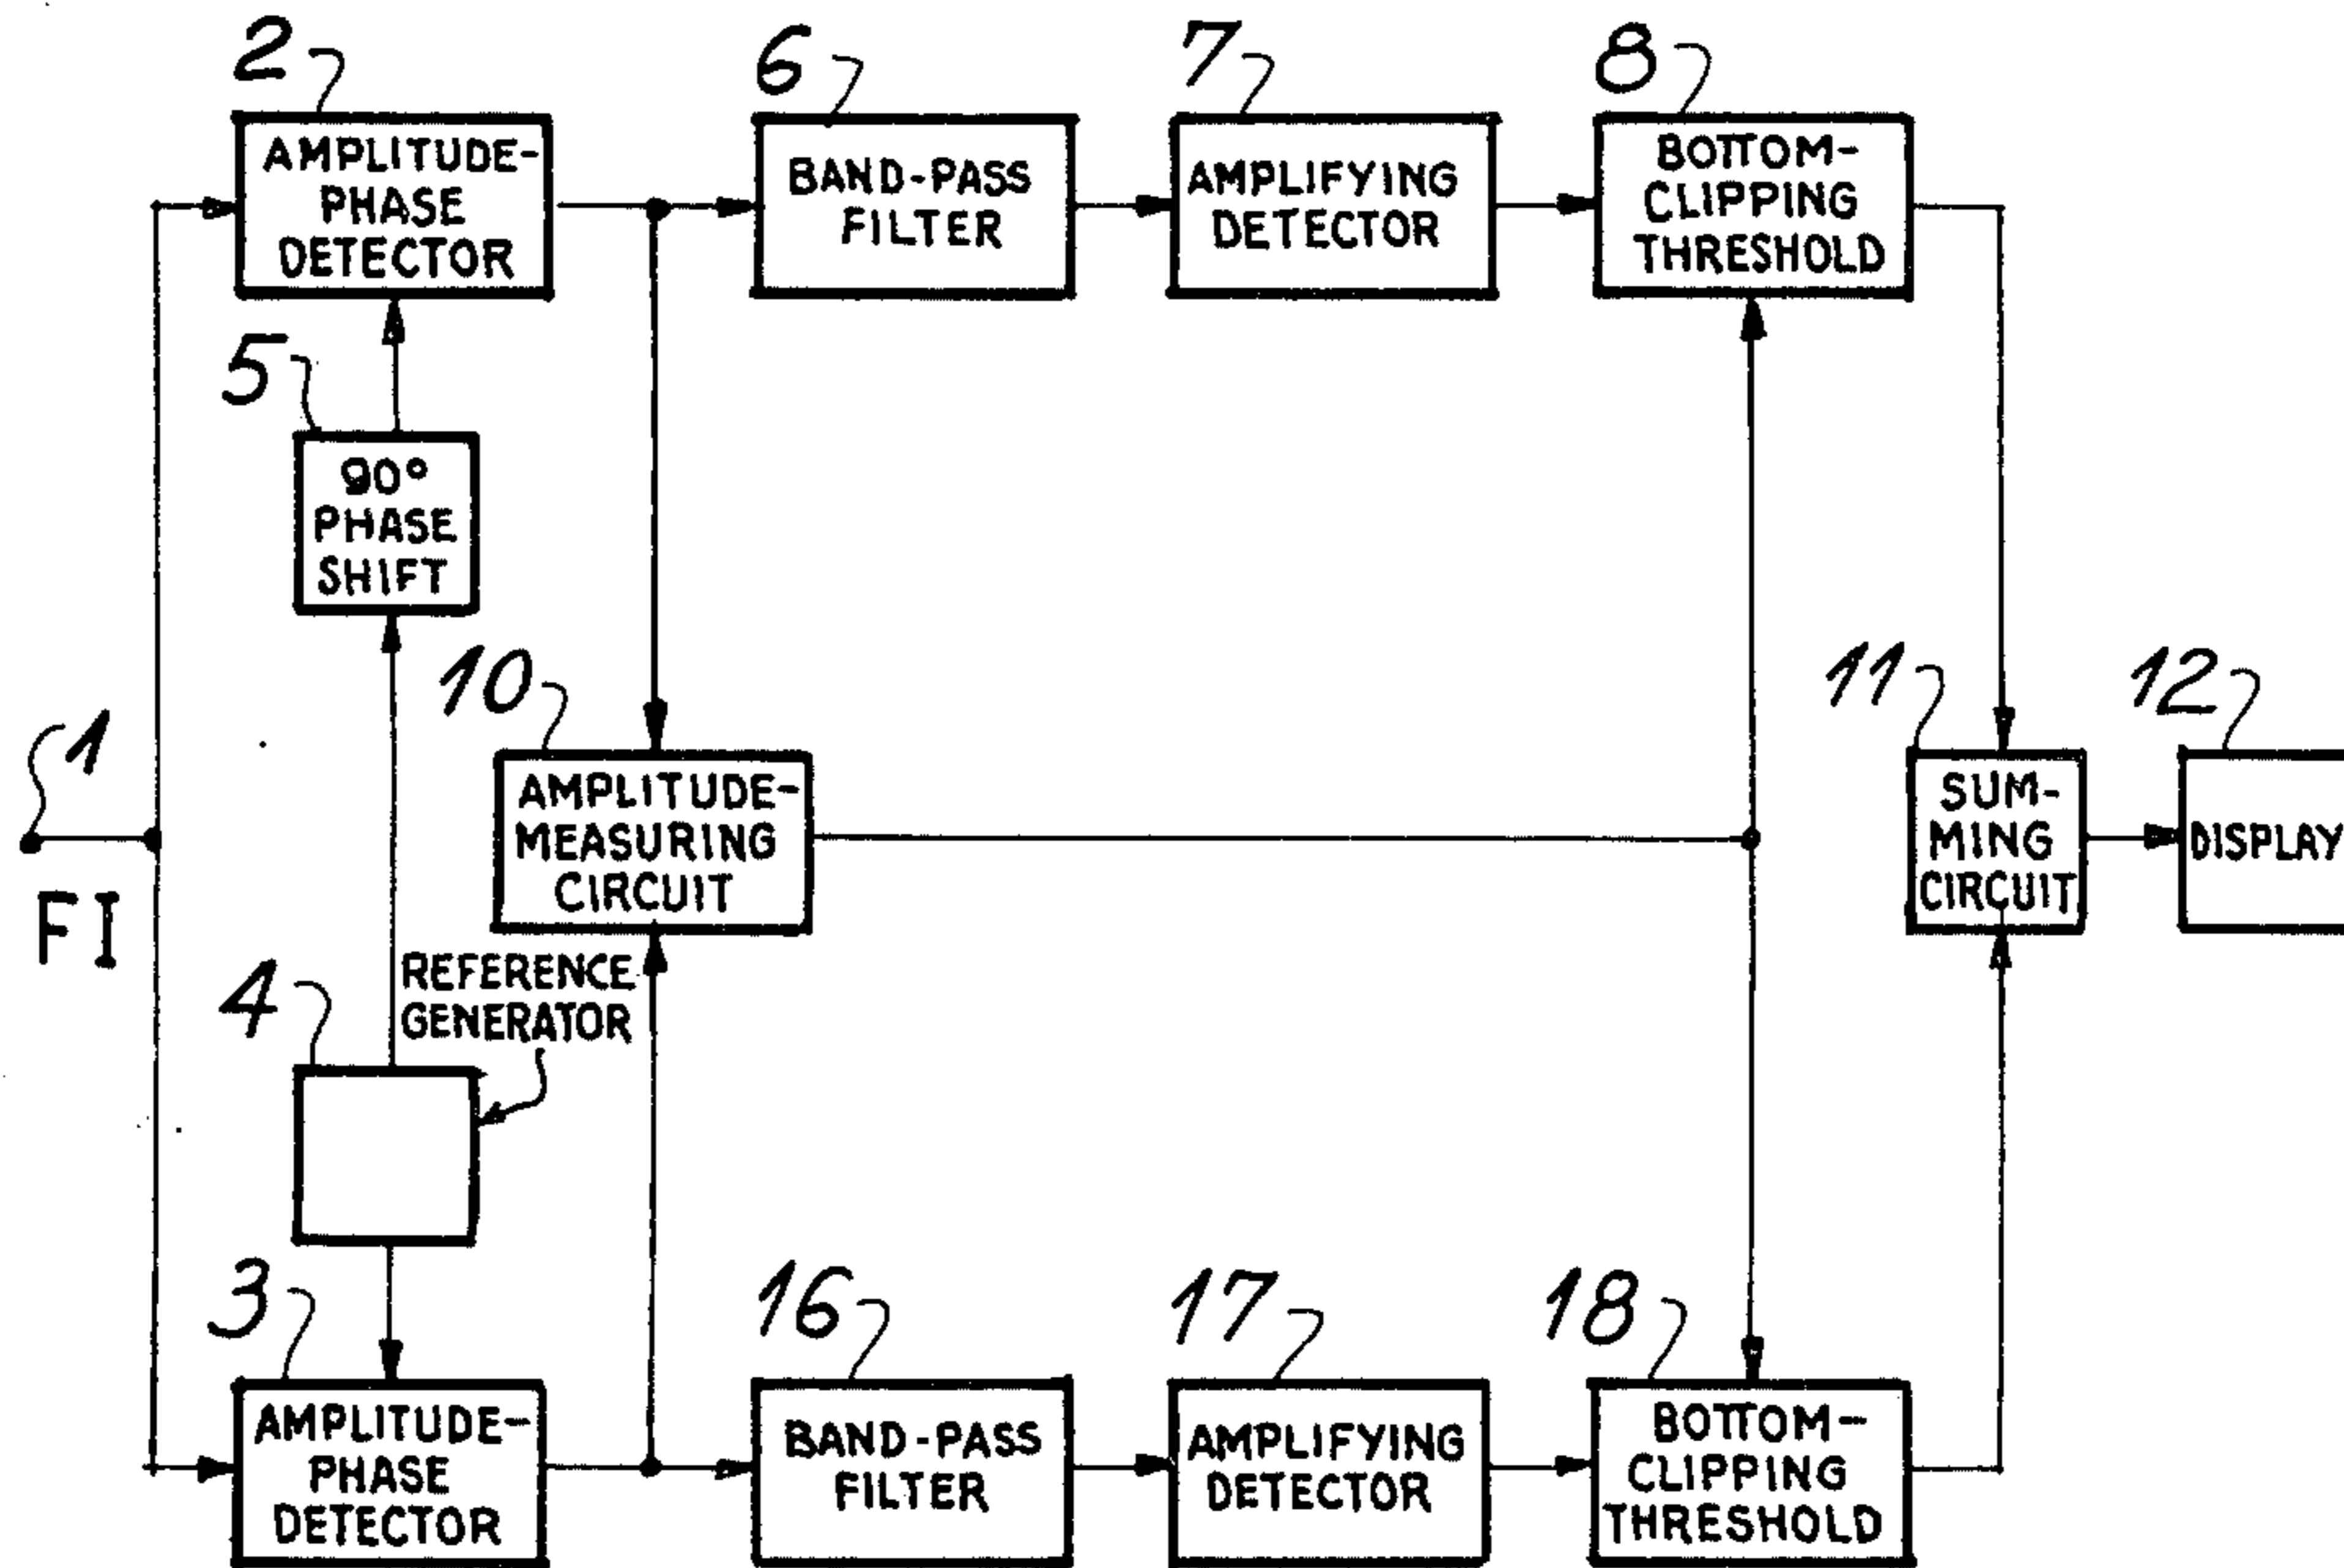 2
6
7
8
AMPLITUDE-
PHASE
DETECTOR
BAND-PASS
FILTER
AMPLIFYING
DETECTOR
BOTTOM-
CLIPPING
THRESHOLD
5
90°
PHASE
SHIFT
1
FI
10
AMPLITUDE-
MEASURING
CIRCUIT
11
SUM-
MING
CIRCUIT
12
DISPLAY
4
REFERENCE
GENERATOR
3
16
17
18
AMPLITUDE-
PHASE
DETECTOR
BAND-PASS
FILTER
AMPLIFYING
DETECTOR
BOTTOM-
CLIPPING
THRESHOLD